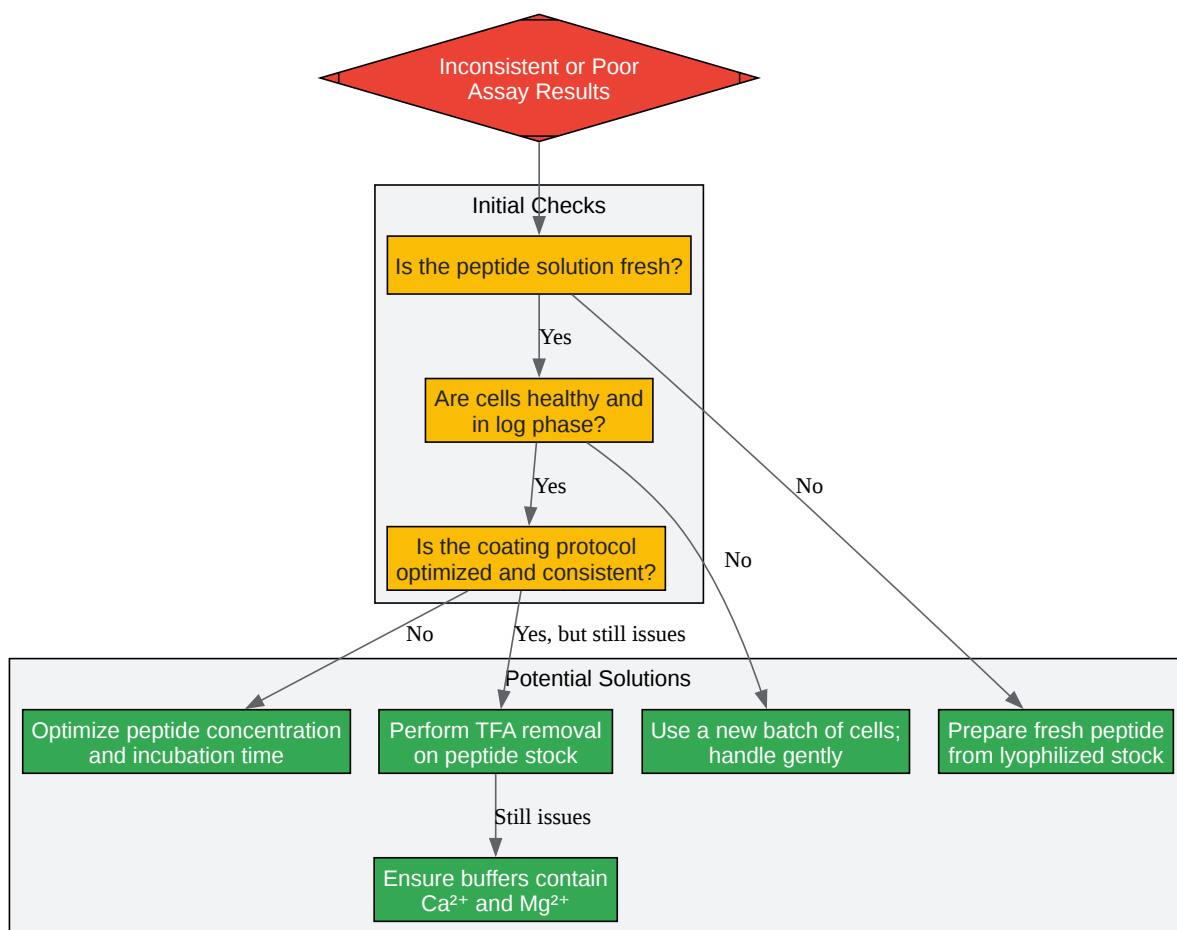 Inconsistent or Poor
Assay Results
Initial Checks
Is the peptide solution fresh?
Yes
Are cells healthy and
in log phase?
Yes
No
Is the coating protocol
optimized and consistent?
No
No
Yes, but still issues
Potential Solutions
Optimize peptide concentration
and incubation time
Perform TFA removal
on peptide stock
Use a new batch of cells;
handle gently
Prepare fresh peptide
from lyophilized stock
Still issues
Ensure buffers contain
Ca²⁺ and Mg²⁺